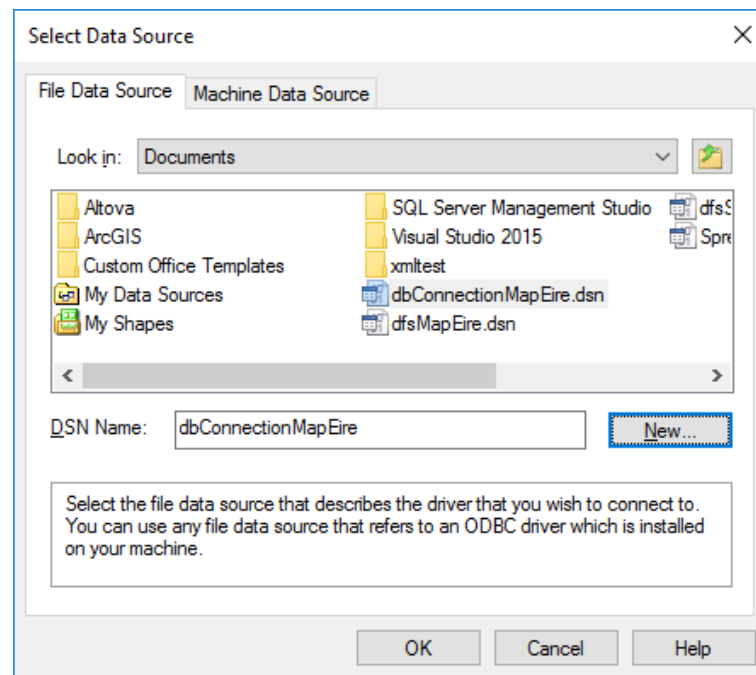 Select Data Source
File Data Source
Machine Data Source
Look in:
Documents
Altova
ArcGIS
Custom Office Templates
My Data Sources
My Shapes
SQL Server Management Studio
Visual Studio 2015
xmltest
dbConnectionMapEire.dsn
dfsMapEire.dsn
dfsS
Spre
DSN Name:
dbConnectionMapEire
New...
Select the file data source that describes the driver that you wish to connect to.
You can use any file data source that refers to an ODBC driver which is installed
on your machine.
OK
Cancel
Help